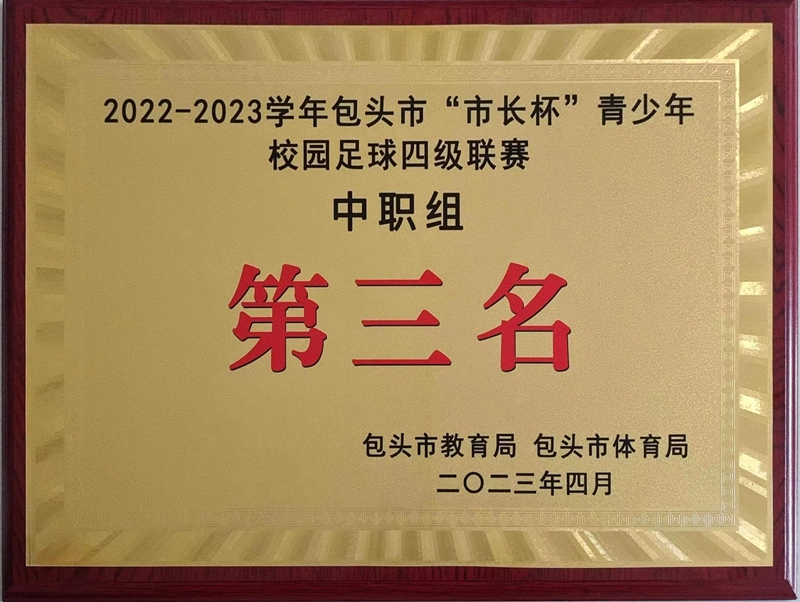 2022-2023学年包头市“市长杯”青少年
校园足球四级联赛
中职组
第三名
包头市教育局 包头市体育局
二〇二三年四月